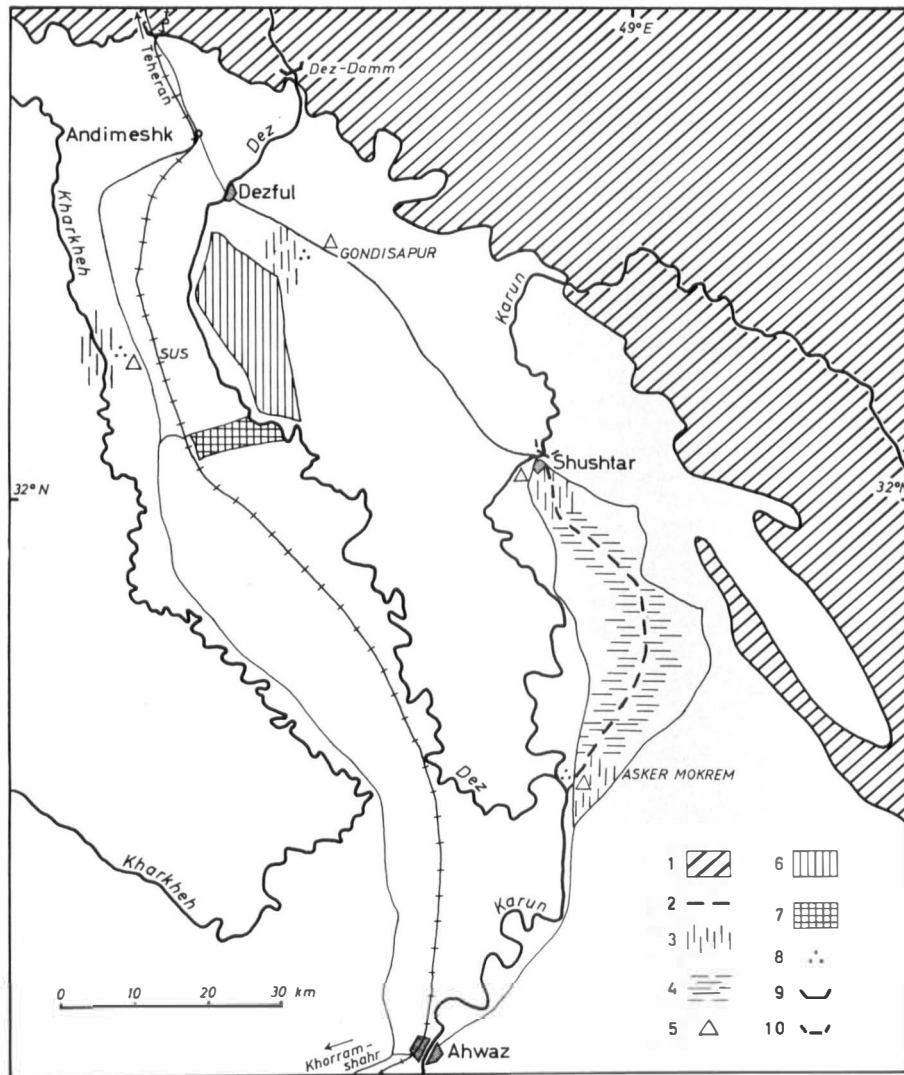 49° E
Teheran
Dez-Damm
Andimeshk
Dez
Dezful
Kharkheh
GONDISAPUR
Karun
SUS
Shushtar
32° N
32° N
Dez
ASKER MOKREM
Kharkheh
Karun
1
6
2
7
3
8
4
9
5
10
0 10 20 30 km
Khorram-
shahr
Ahwaz